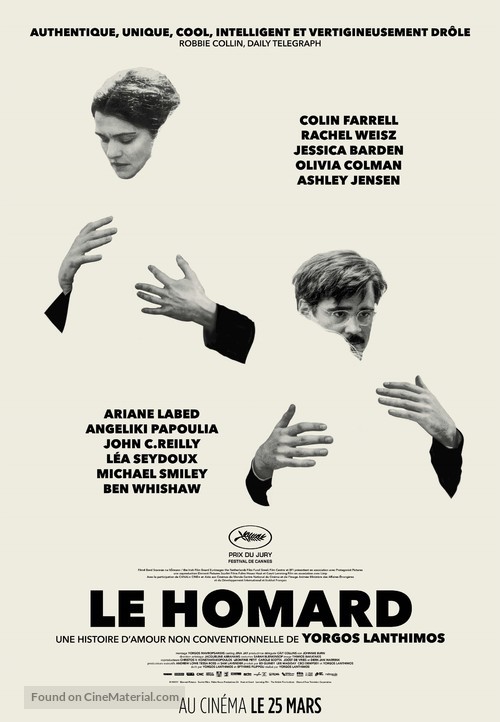 AUTHENTIQUE, UNIQUE, COOL, INTELLIGENT ET VERTIGINEUSEMENT DRÔLE
ROBBIE COLLIN, DAILY TELEGRAPH
COLIN FARRELL
RACHEL WEISZ
JESSICA BARDEN
OLIVIA COLMAN
ASHLEY JENSEN
ARIANE LABED
ANGELIKI PAPOULIA
JOHN C.REILLY
LÉA SEYDOUX
MICHAEL SMILEY
BEN WHISHAW
PRIX DU JURY
FESTIVAL DE CANNES
LE HOMARD
UNE HISTOIRE D'AMOUR NON CONVENTIONNELLE DE YORGOS LANTHIMOS
Found on CineMaterial.com
AU CINÉMA LE 25 MARS